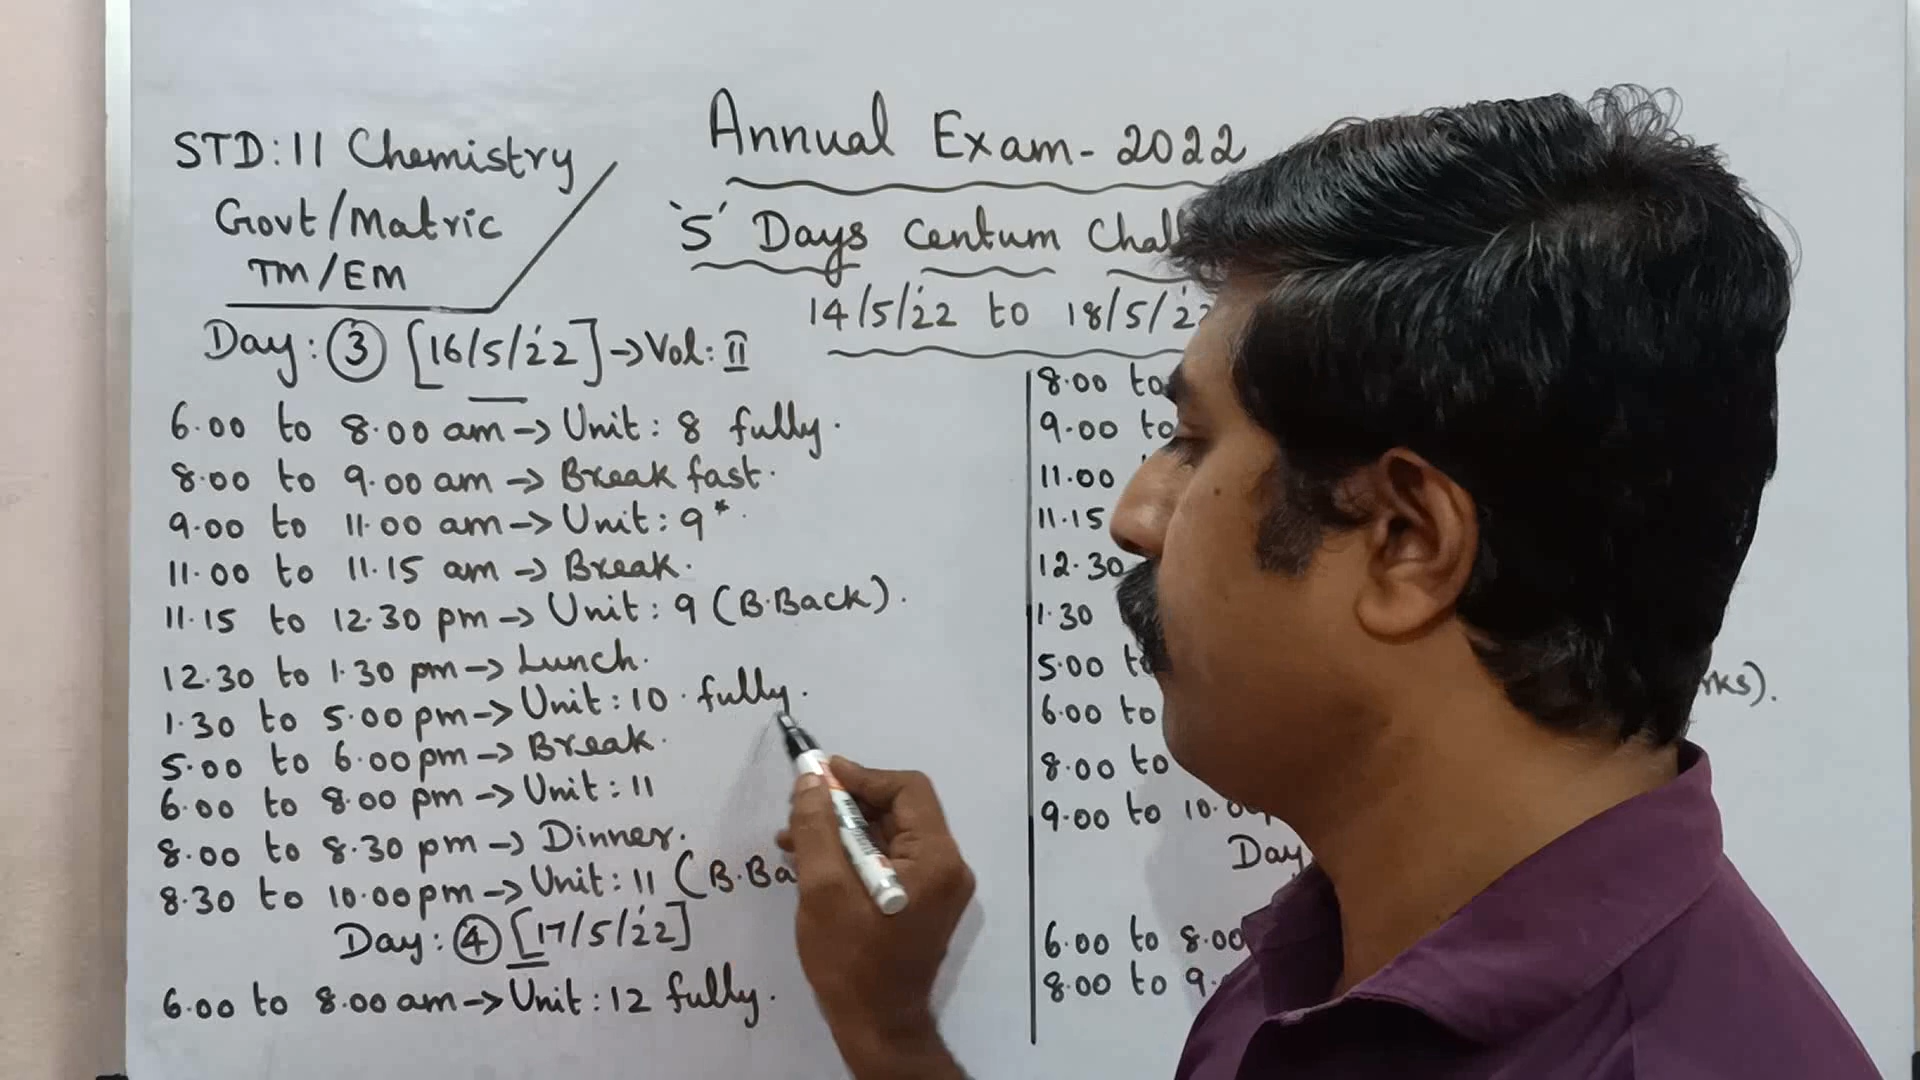 STD: 11 Chemistry
Govt/Matric
TM/EM
Annual Exam - 2022
'5' Days Centum
14/5/22 to 18/5/22
Day: 3 [16/5/22] -> Vol: II
6.00 to 8.00 am -> Unit: 8 fully.
8.00 to 9.00 am -> Break fast.
9.00 to 11.00 am -> Unit: 9*.
11.00 to 11.15 am -> Break.
11.15 to 12.30 pm -> Unit: 9 (B.Back).
12.30 to 1.30 pm -> Lunch.
1.30 to 5.00 pm -> Unit: 10. fully.
5.00 to 6.00 pm -> Break.
6.00 to 8.00 pm -> Unit: 11
8.00 to 8.30 pm -> Dinner.
8.30 to 10.00 pm -> Unit: 11
Day: 4 [17/5/22]
6.00 to 8.00 am -> Unit: 12 fully.
8.00 to
9.00 to
11.00
11.15
12.30
1.30
5.00
6.00 to
8.00 to
9.00 to
Day
6.00 to 8.00
8.00 to